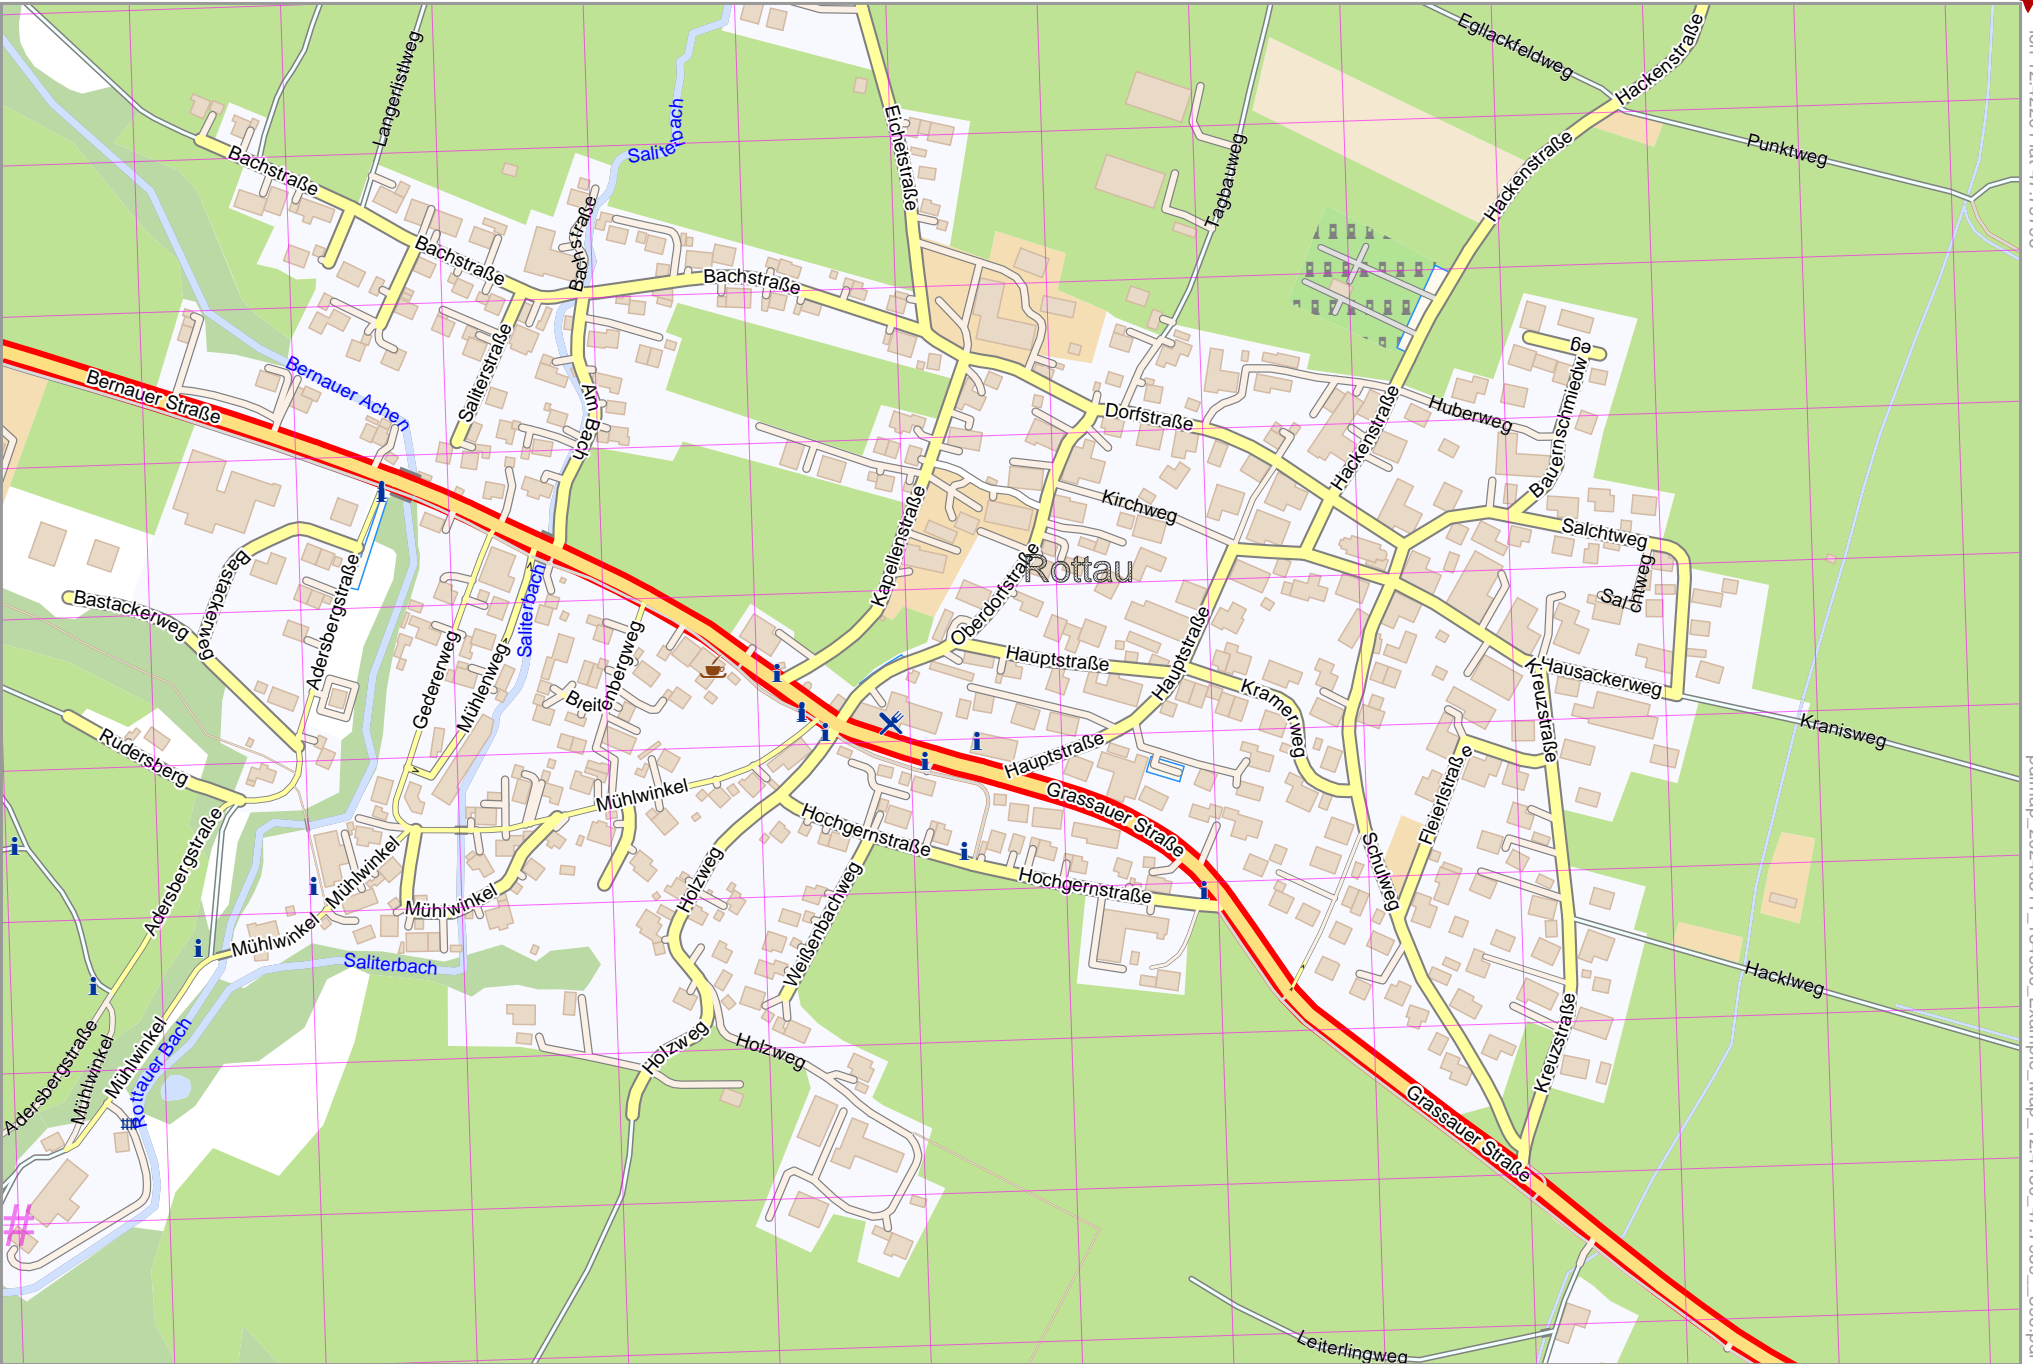 Egllackfeldweg
Hackenstraße
Langerlistlweg
Saliterbach
Eichetstraße
Tagbauweg
Punktweg
Bachstraße
Hackenstraße
Bachstraße
Bachstraße
Bachstraße
Saliterstraße
Bernauer Straße
Bernauer Achen
Am Bach
Dorfstraße
Hackenstraße
Huberweg
Bauernschmiedweg
Kirchweg
Salchtweg
Salchtweg
Kapellenstraße
Rottau
Oberdorfstraße
Bastackerweg
Bastackerweg
Adersbergstraße
Saliterbach
Gedererweg
Mühlenweg
Breitenbergweg
Hauptstraße
Hauptstraße
Hauptstraße
Kramerweg
Kreuzstraße
Hausackerweg
Kranisweg
Rudersberg
Mühlwinkel
Grassauer Straße
Fleierlstraße
Schulweg
Hochgernstraße
Hochgernstraße
Adersbergstraße
Mühlwinkel
Mühlwinkel
Mühlwinkel
Holzweg
Weißenbachweg
Saliterbach
Hacklweg
Adersbergstraße
Mühlwinkel
Mühlwinkel
Rottauer Bach
Holzweg
Holzweg
Kreuzstraße
Grassauer Straße
Leiterlingweg